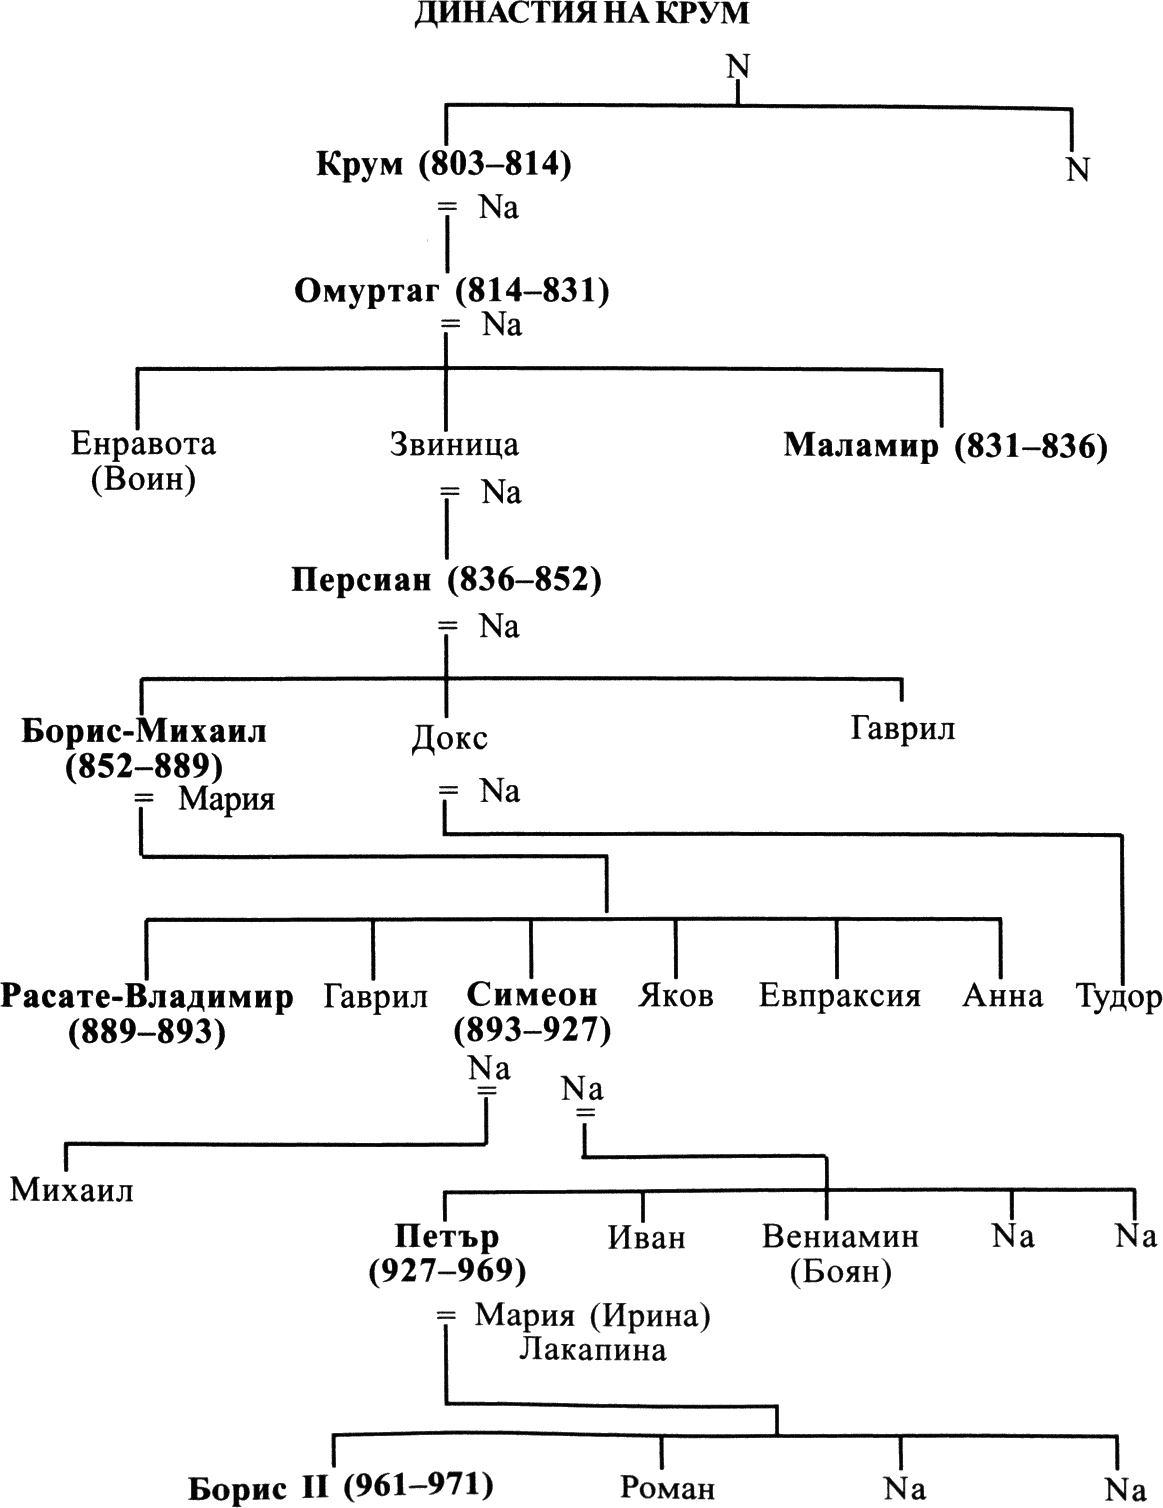 ДИНАСТИЯ НА КРУМ
N
Крум (803–814)
N
= Na
Омуртаг (814–831)
= Na
Енравота
(Воин)
Звиница
Маламир (831–836)
= Na
Персиан (836–852)
= Na
Борис-Михаил
(852–889)
Докс
Гаврил
= Мария
= Na
Расате-Владимир
(889–893)
Гаврил
Симеон
(893–927)
Яков
Евпраксия
Анна
Тудор
Na
=
Na
=
Михаил
Петър
(927–969)
Иван
Вениамин
(Боян)
Na
Na
= Мария (Ирина)
Лакапина
Борис II (961–971)
Роман
Na
Na